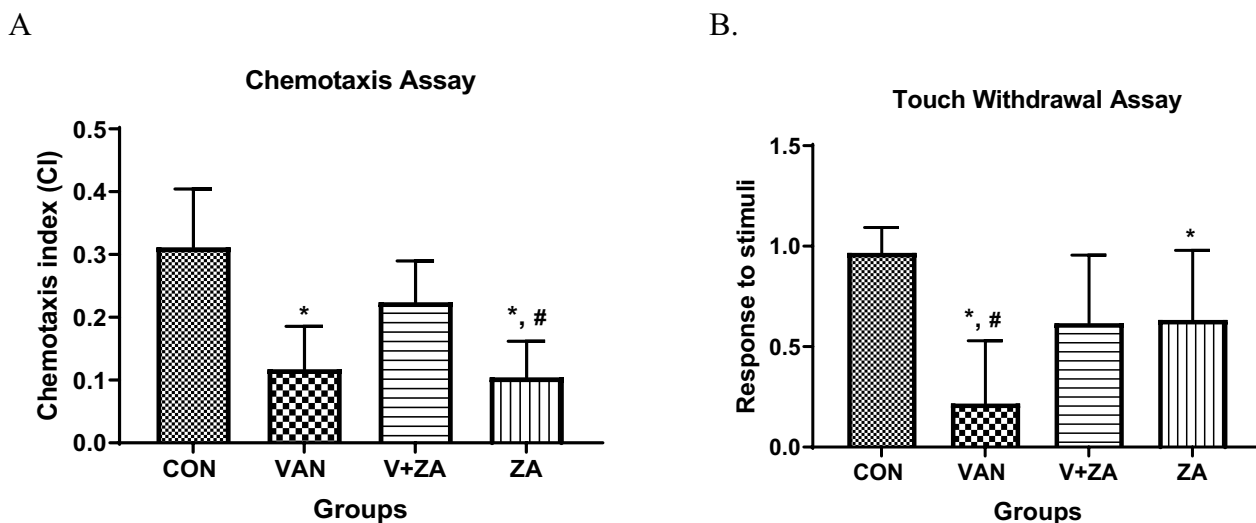 A
B.
Chemotaxis Assay
Chemotaxis index (CI)
0.5
0.4
0.3
0.2
0.1
0.0
*
*, #
CON VAN V+ZA ZA
Groups
Touch Withdrawal Assay
Response to stimuli
1.5
1.0
0.5
0.0
*, #
*
CON VAN V+ZA ZA
Groups